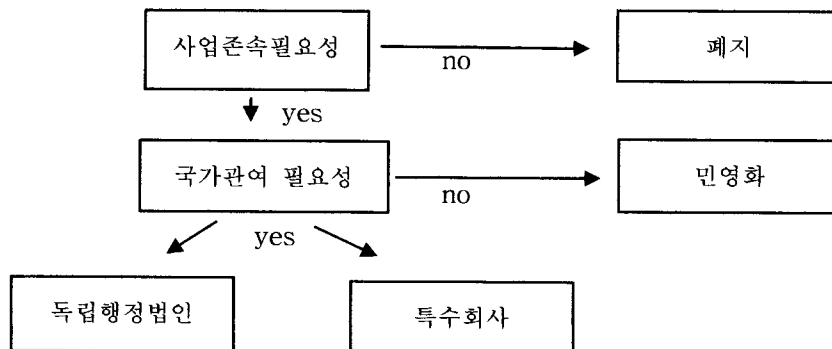 사업존속필요성
no
폐지
yes
국가관여 필요성
no
민영화
yes
독립행정법인
특수회사